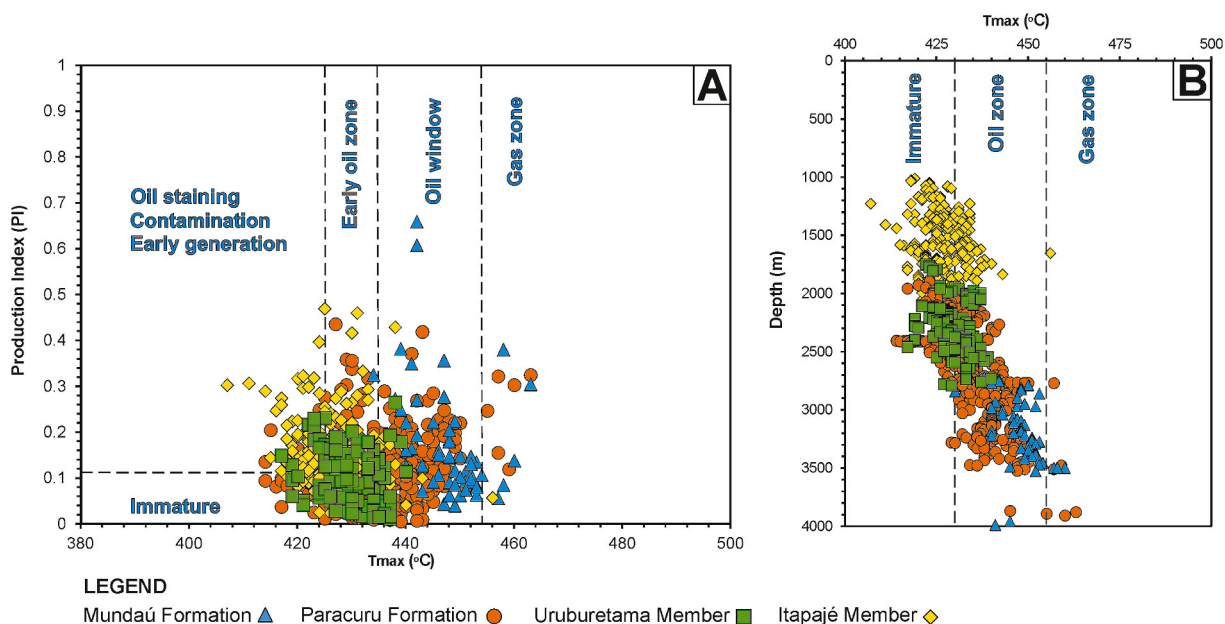 A
Production Index (PI)
1
0.9
0.8
0.7
0.6
0.5
0.4
0.3
0.2
0.1
0
380
400
420
440
460
480
500
Tmax (ºC)
Oil staining
Contamination
Early generation
Immature
Early oil zone
Oil window
Gas zone
B
Tmax (ºC)
400
425
450
475
500
Depth (m)
0
500
1000
1500
2000
2500
3000
3500
4000
Immature
Oil zone
Gas zone
LEGEND
Mundaú Formation Paracuru Formation Uruburetama Member Itapajé Member